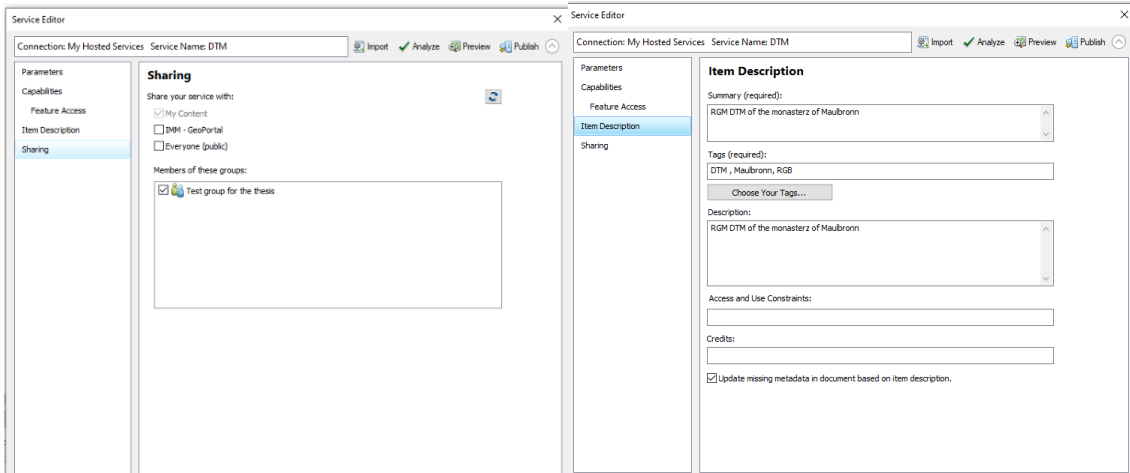 Service Editor
Connection: My Hosted Services Service Name: DTM
Import Analyze Preview Publish
Parameters
Capabilities
Feature Access
Item Description
Sharing
Sharing
Share your service with:
My Content
IMM - GeoPortal
Everyone (public)
Members of these groups:
Test group for the thesis
Service Editor
Connection: My Hosted Services Service Name: DTM
Import Analyze Preview Publish
Parameters
Capabilities
Feature Access
Item Description
Sharing
Item Description
Summary (required):
RGM DTM of the monasterz of Maulbronn
Tags (required):
DTM , Maulbronn, RGB
Choose Your Tags...
Description:
RGM DTM of the monasterz of Maulbronn
Access and Use Constraints:
Credits:
Update missing metadata in document based on item description.